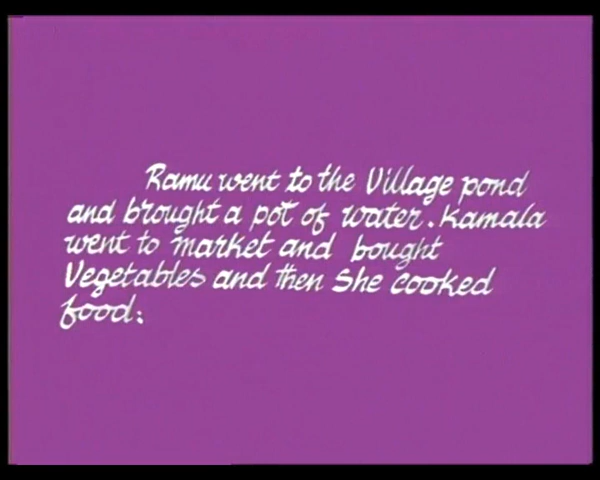 Ramu went to the Village pond
and brought a pot of water. Kamala
went to market and bought
Vegetables and then She cooked
food: